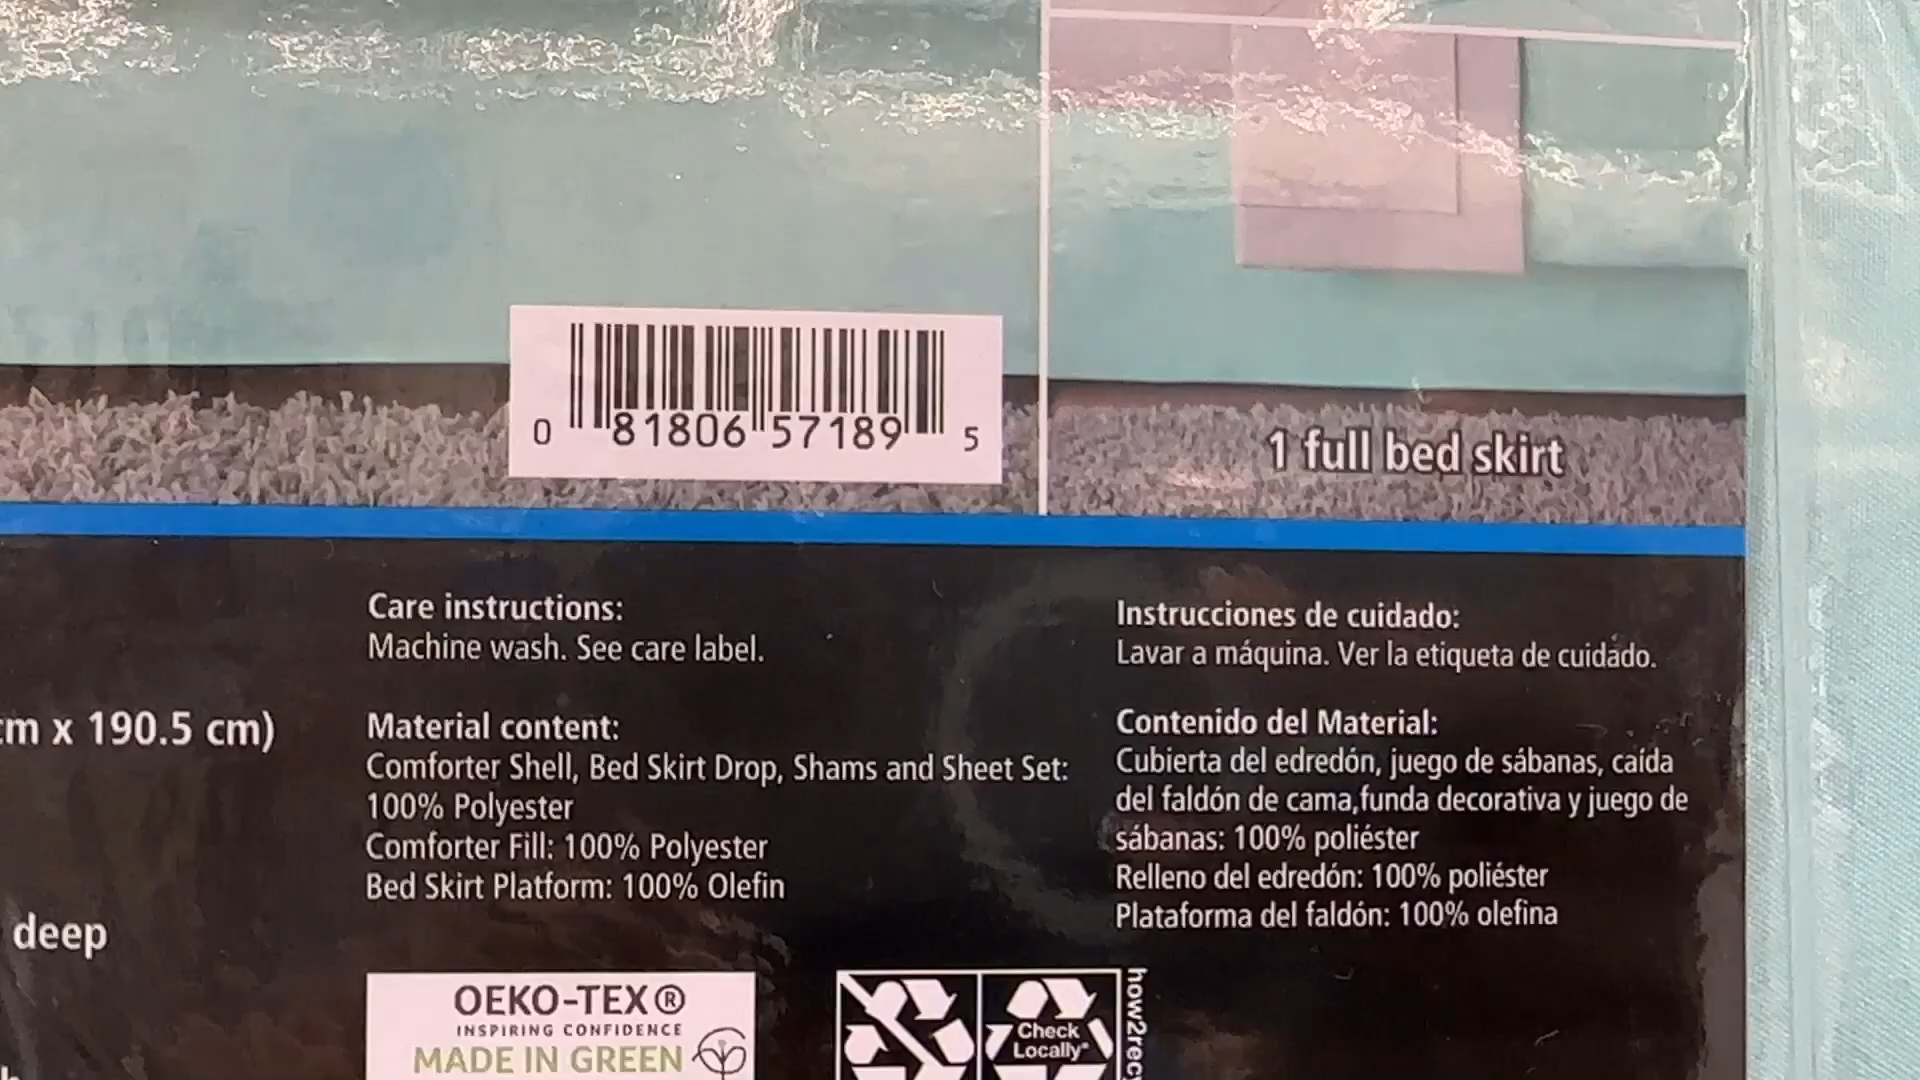 0 81806 57189 5
1 full bed skirt
Care instructions:
Machine wash. See care label.
Instrucciones de cuidado:
Lavar a máquina. Ver la etiqueta de cuidado.
x 190.5 cm)
deep
Material content:
Comforter Shell, Bed Skirt Drop, Shams and Sheet Set:
100% Polyester
Comforter Fill: 100% Polyester
Bed Skirt Platform: 100% Olefin
Contenido del Material:
Cubierta del edredón, juego de sábanas, caída
del faldón de cama,funda decorativa y juego de
sábanas: 100% poliéster
Relleno del edredón: 100% poliéster
Plataforma del faldón: 100% olefina
OEKO-TEX®
INSPIRING CONFIDENCE
MADE IN GREEN
Check
Locally*